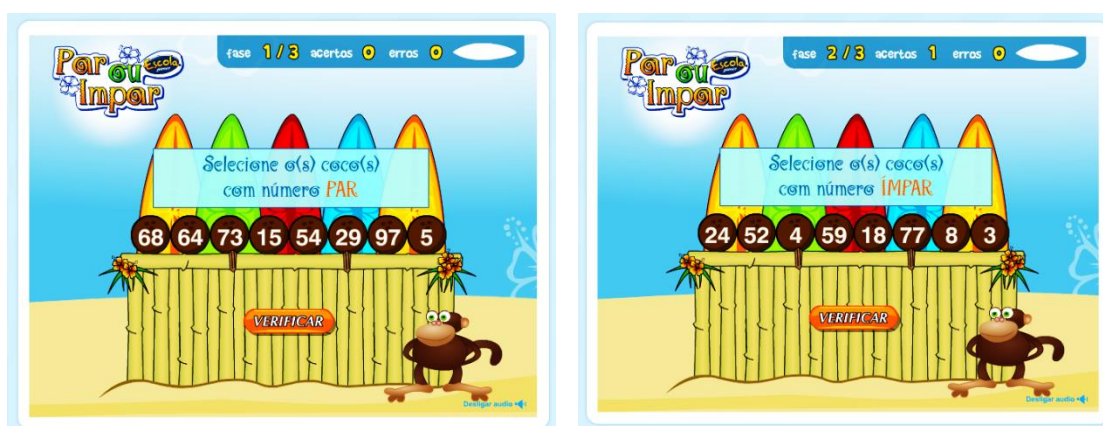 fase 1/3 acertos 0 erros 0
Par ou Impar
Escola
Selecione o(s) coco(s)
com número PAR
68 64 73 15 54 29 97 5
VERIFICAR
Desligar audio
fase 2/3 acertos 1 erros 0
Par ou Impar
Escola
Selecione o(s) coco(s)
com número ÍMPAR
24 52 4 59 18 77 8 3
VERIFICAR
Desligar audio